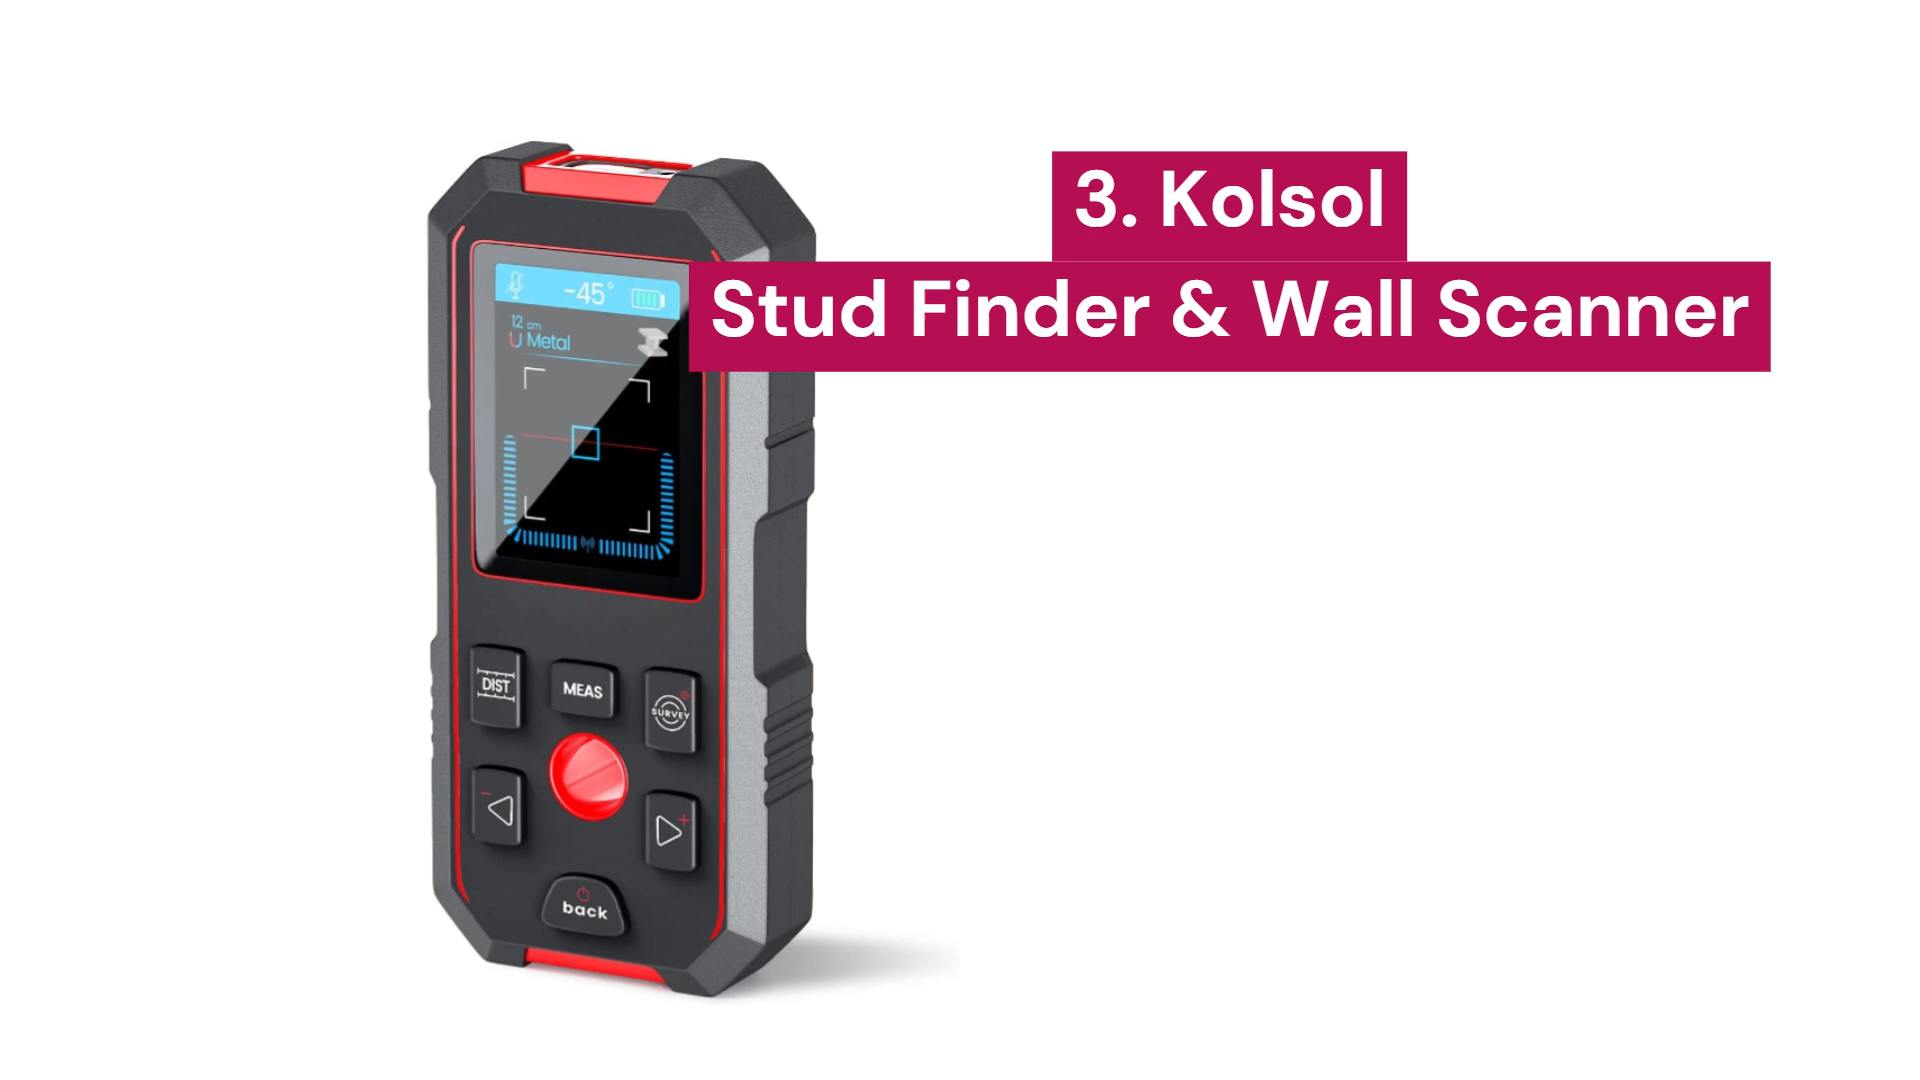 3. Kolsol
Stud Finder & Wall Scanner
-45°
12 cm
Metal
DIST
MEAS
SURVEY
- +
back